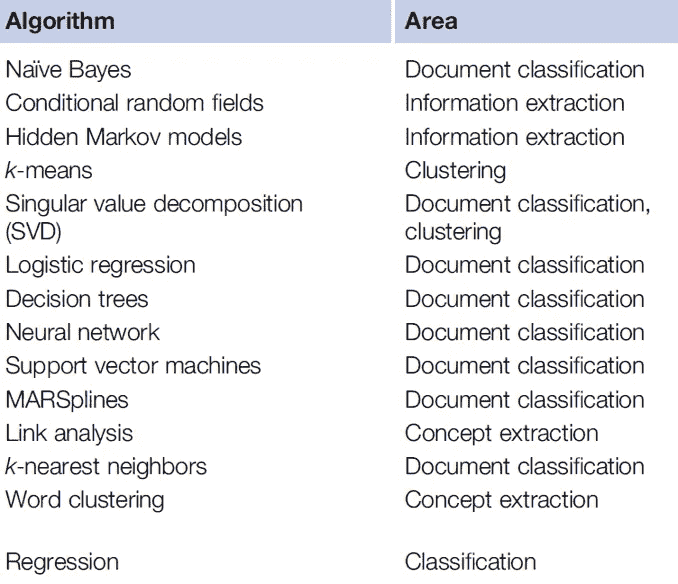 Algorithm Area
Naïve Bayes Document classification
Conditional random fields Information extraction
Hidden Markov models Information extraction
k-means Clustering
Singular value decomposition Document classification,
(SVD) clustering
Logistic regression Document classification
Decision trees Document classification
Neural network Document classification
Support vector machines Document classification
MARSplines Document classification
Link analysis Concept extraction
k-nearest neighbors Document classification
Word clustering Concept extraction
Regression Classification